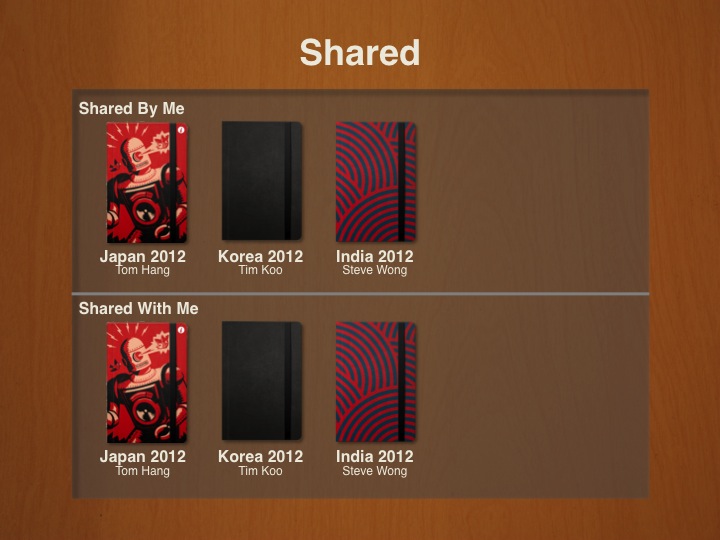 Shared
Shared By Me
Japan 2012
Tom Hang
Korea 2012
Tim Koo
India 2012
Steve Wong
Shared With Me
Japan 2012
Tom Hang
Korea 2012
Tim Koo
India 2012
Steve Wong